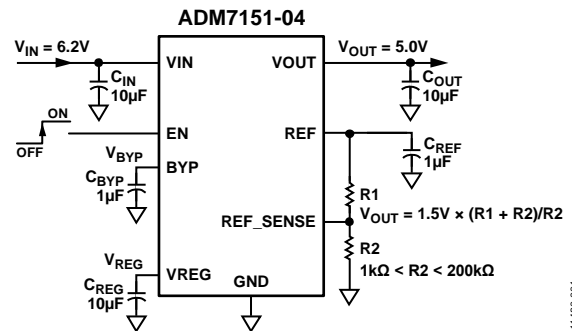 ADM7151-04
VIN = 6.2V
VIN
CIN
10µF
VOUT
VOUT = 5.0V
COUT
10µF
ON
OFF
EN
REF
CREF
1µF
VBYP
BYP
CBYP
1µF
R1
REF_SENSE
VOUT = 1.5V × (R1 + R2)/R2
R2
1kΩ < R2 < 200kΩ
VREG
VREG
CREG
10µF
GND